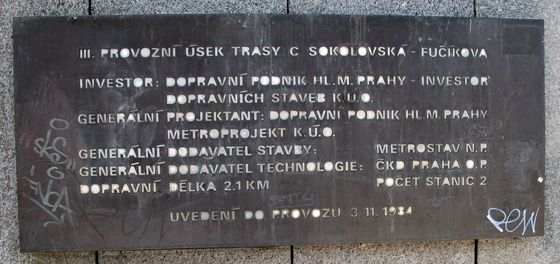 III. PROVOZNÍ ÚSEK TRASY C SOKOLOVSKÁ - FUČÍKOVA
INVESTOR: DOPRAVNÍ PODNIK HL. M. PRAHY - INVESTOR
DOPRAVNÍCH STAVEB K.Ú.O.
GENERÁLNÍ PROJEKTANT: DOPRAVNÍ PODNIK HL. M. PRAHY
METROPROJEKT K.Ú.O.
GENERÁLNÍ DODAVATEL STAVBY: METROSTAV N.P.
GENERÁLNÍ DODAVATEL TECHNOLOGIE: ČKD PRAHA O.P.
DOPRAVNÍ DÉLKA 2.1 KM POČET STANIC 2
UVEDENÍ DO PROVOZU 3.11.1984